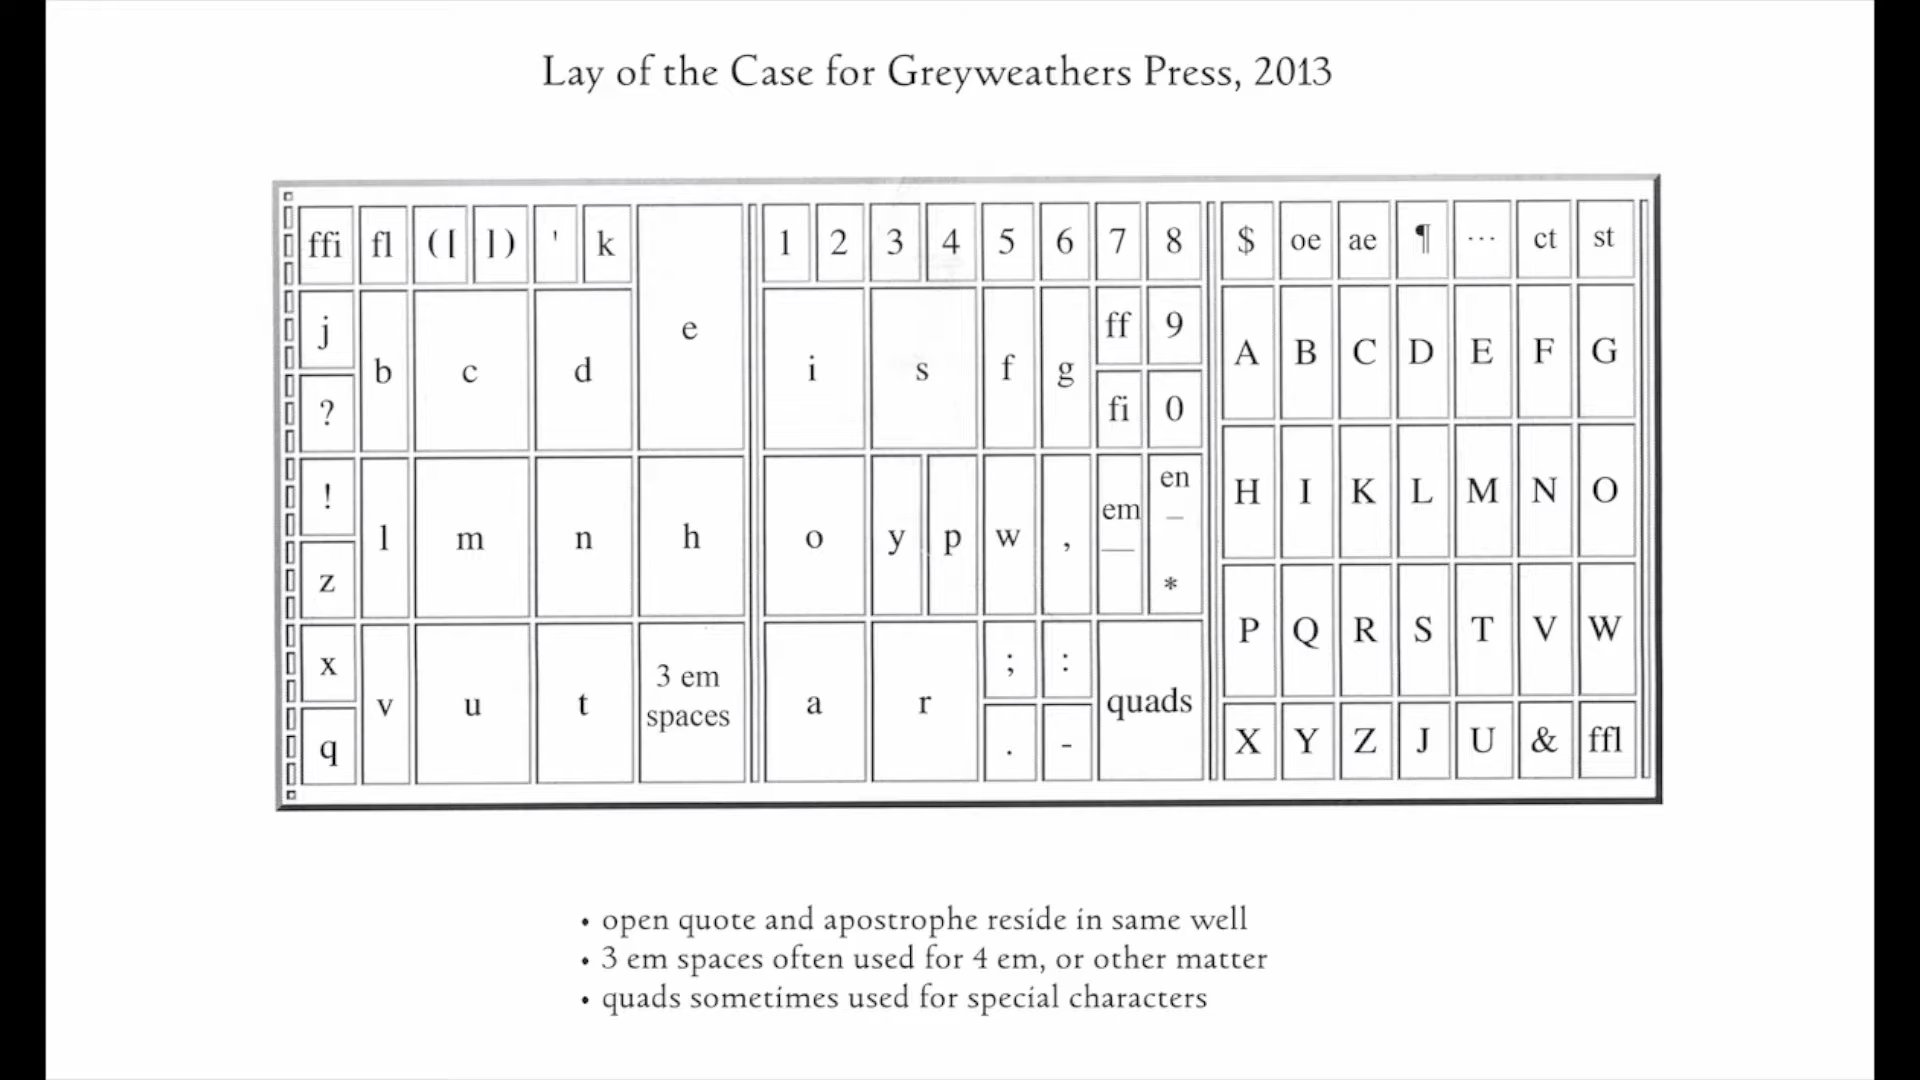 Lay of the Case for Greyweathers Press, 2013
ffi fl ([ ]) ' k 1 2 3 4 5 6 7 8 $ oe ae ¶ ... ct st
j b c d e i s f g ff 9 A B C D E F G
? fi 0
! l m n h o y p w , em — en – * H I K L M N O
z
x v u t 3 em spaces a r ; : quads P Q R S T V W
q . - X Y Z J U & ffl
• open quote and apostrophe reside in same well
• 3 em spaces often used for 4 em, or other matter
• quads sometimes used for special characters